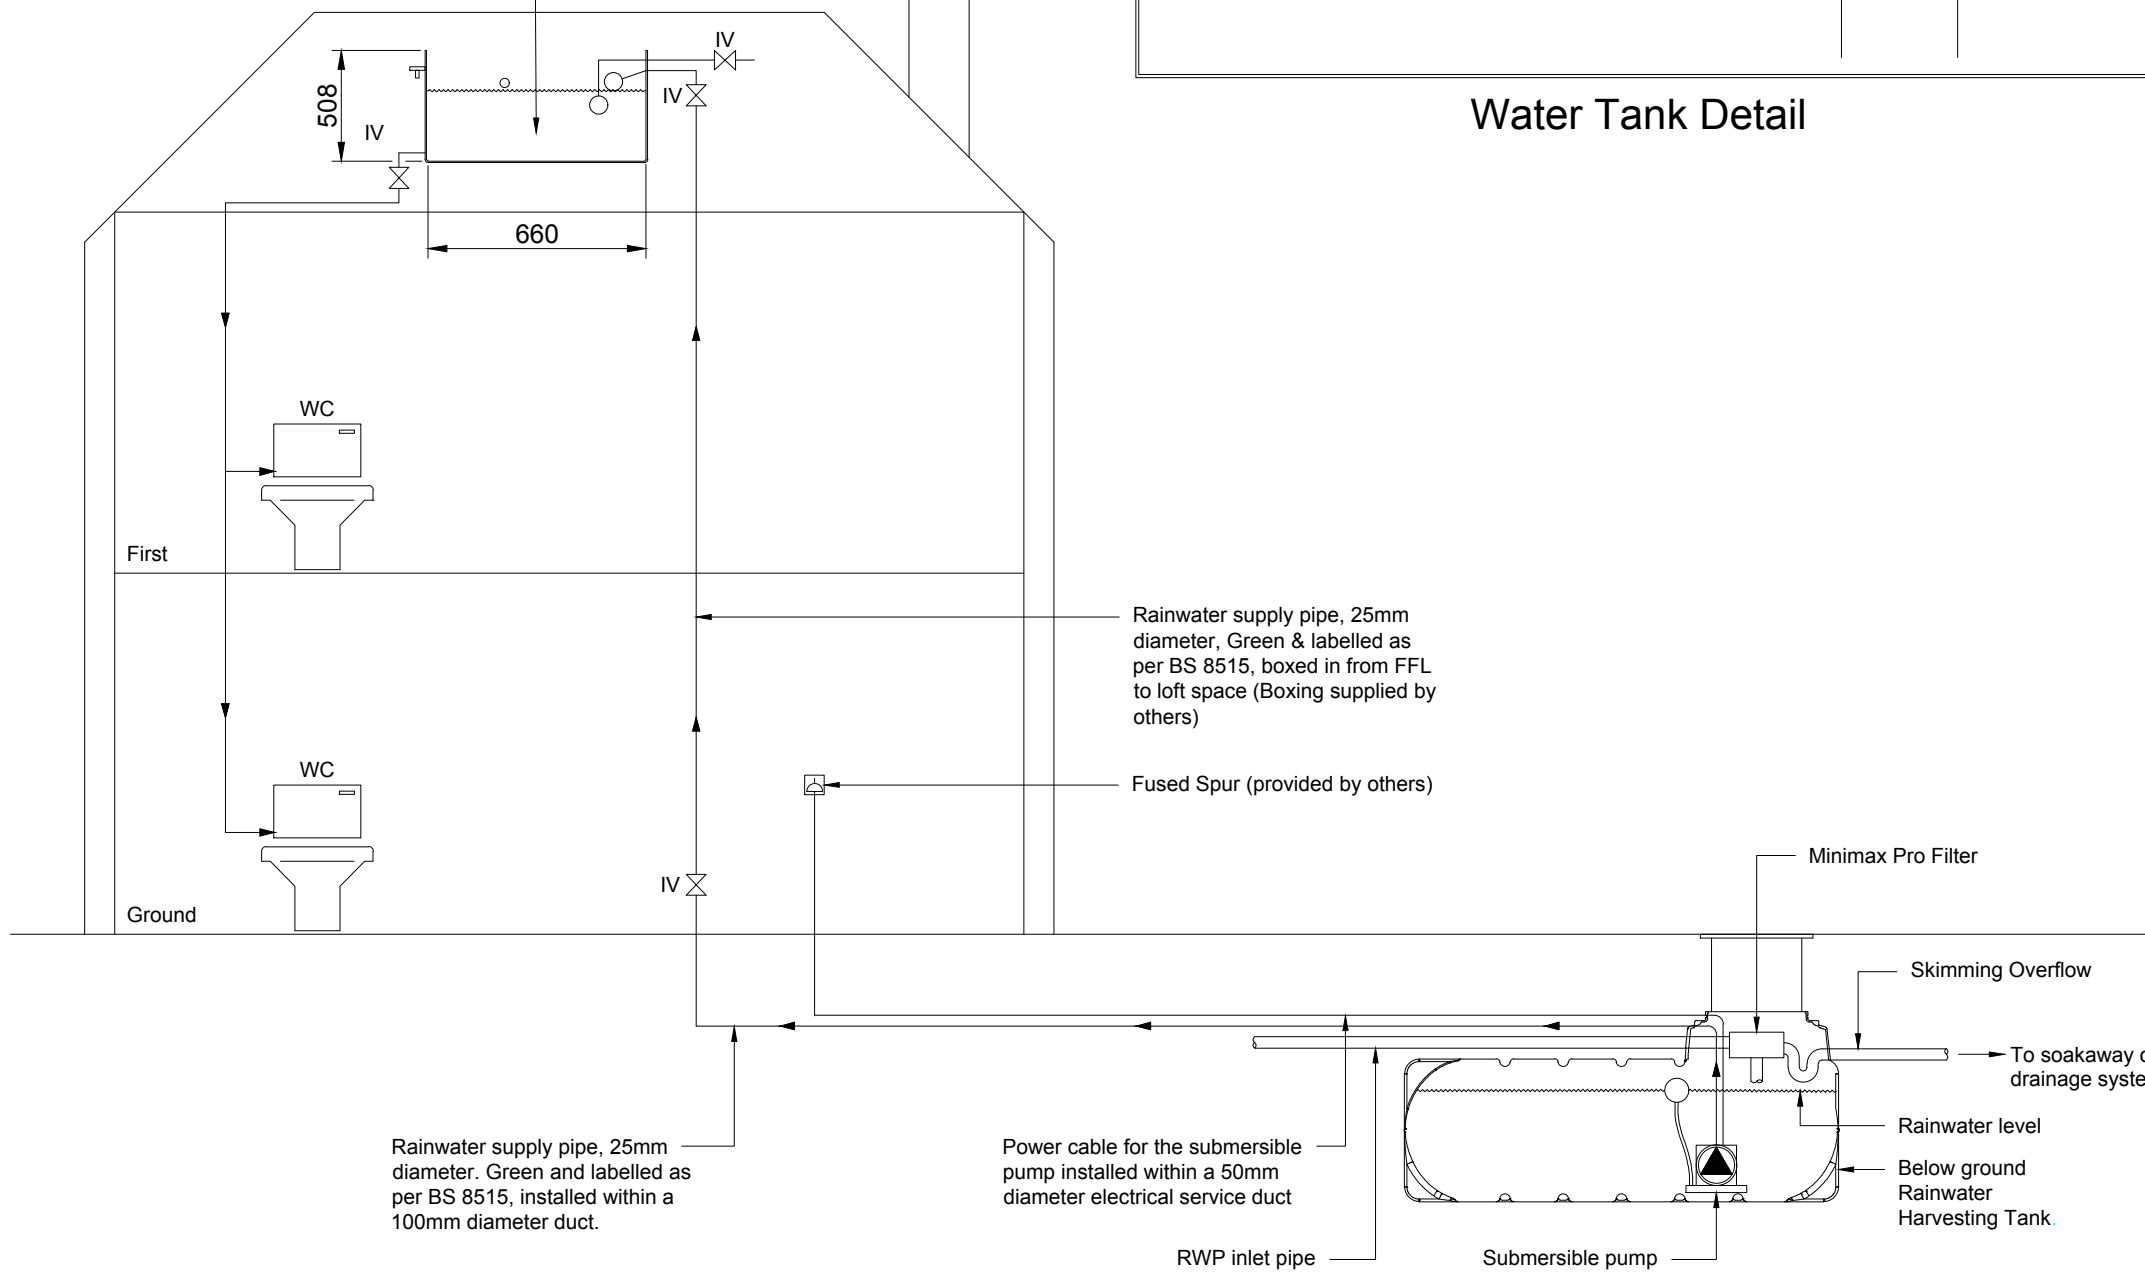 IV
Water Tank Detail
508
IV
IV
660
WC
First
Rainwater supply pipe, 25mm
diameter, Green & labelled as
per BS 8515, boxed in from FFL
to loft space (Boxing supplied by
others)
WC
Fused Spur (provided by others)
Minimax Pro Filter
IV
Ground
Skimming Overflow
To soakaway
drainage
Rainwater level
Below ground
Rainwater
Harvesting Tank.
Rainwater supply pipe, 25mm
diameter. Green and labelled as
per BS 8515, installed within a
100mm diameter duct.
Power cable for the submersible
pump installed within a 50mm
diameter electrical service duct
RWP inlet pipe
Submersible pump